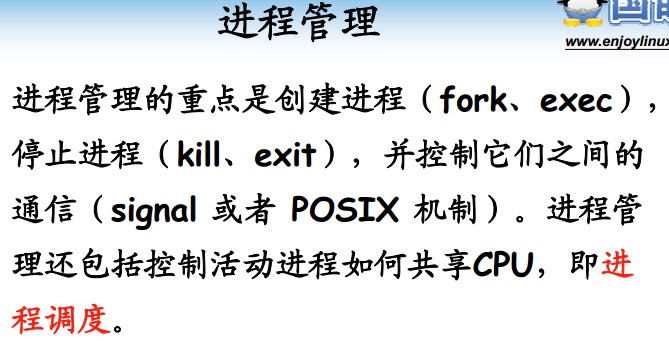 进程管理
www.enjoylinux
进程管理的重点是创建进程（fork、exec），
停止进程（kill、exit），并控制它们之间的
通信（signal 或者 POSIX 机制）。进程管
理还包括控制活动进程如何共享CPU，即进
程调度。